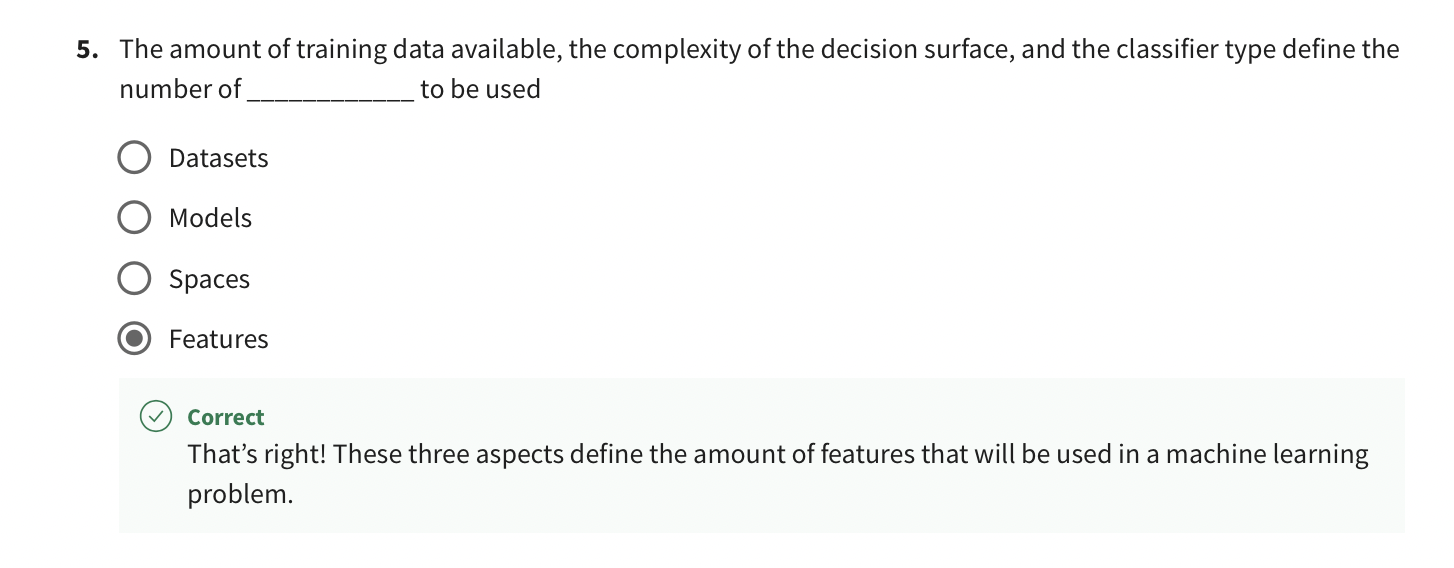 5. The amount of training data available, the complexity of the decision surface, and the classifier type define the
number of ____________ to be used
Datasets
Models
Spaces
Features
Correct
That’s right! These three aspects define the amount of features that will be used in a machine learning
problem.